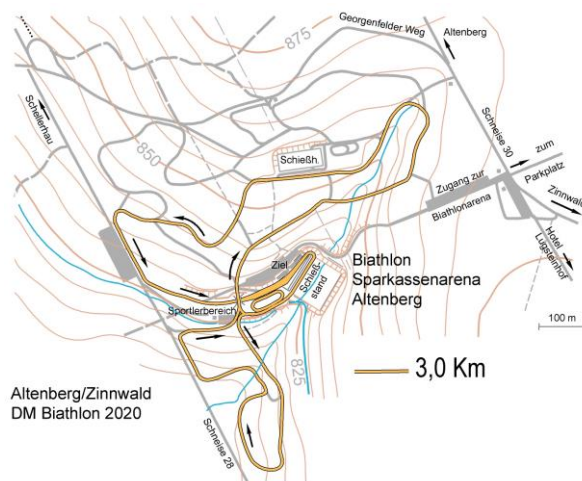 Georgenfelder Weg
875
Altenberg
Schellerhau
850
Schießh.
Schneise 30
zum
Parkplatz
Zugang zur
Biathlonarena
Zinnwald
Hotel
Lugsteinhof
Ziel
Schieß-
stand
Biathlon
Sparkassenarena
Altenberg
Sportlerbereich
100 m
825
3,0 Km
Altenberg/Zinnwald
DM Biathlon 2020
Schneise 28